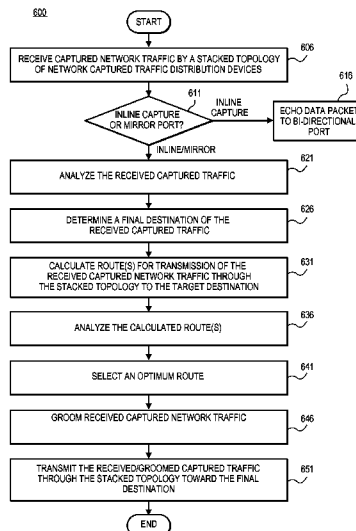 600
START
RECEIVE CAPTURED NETWORK TRAFFIC BY A STACKED TOPOLOGY
OF NETWORK CAPTURED TRAFFIC DISTRIBUTION DEVICES
606
611
INLINE CAPTURE
OR MIRROR PORT?
INLINE
CAPTURE
616
ECHO DATA PACKET
TO BI-DIRECTIONAL
PORT
INLINE/MIRROR
ANALYZE THE RECEIVED CAPTURED TRAFFIC
621
DETERMINE A FINAL DESTINATION OF THE
RECEIVED CAPTURED TRAFFIC
626
CALCULATE ROUTE(S) FOR TRANSMISSION OF THE
RECEIVED CAPTURED NETWORK TRAFFIC THROUGH
THE STACKED TOPOLOGY TO THE TARGET DESTINATION
631
ANALYZE THE CALCULATED ROUTE(S)
636
SELECT AN OPTIMUM ROUTE
641
GROOM RECEIVED CAPTURED NETWORK TRAFFIC
646
TRANSMIT THE RECEIVED/GROOMED CAPTURED TRAFFIC
THROUGH THE STACKED TOPOLOGY TOWARD THE FINAL
DESTINATION
651
END